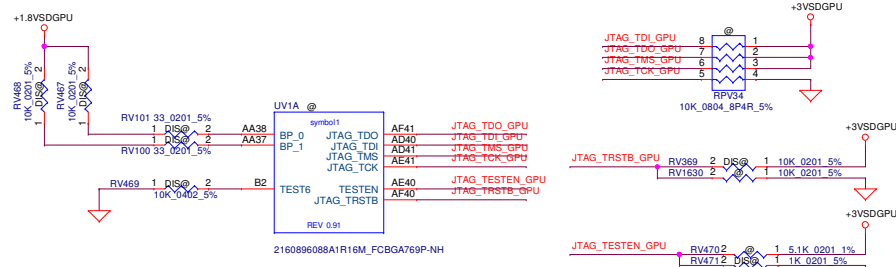 +1.8VSDGPU
RV468
10K_0201_5%
1 DIS@ 2
RV467
10K_0201_5%
1 DIS@ 2
RV101 33_0201_5%
1 DIS@ 2 AA38
1 DIS@ 2 AA37
RV100 33_0201_5%
RV469 1 DIS@ 2 B2
10K_0402_5%
UV1A @
symbol1
BP_0
BP_1
TEST6
JTAG_TDO AF41 JTAG_TDO_GPU
JTAG_TDI AD40 JTAG_TDI_GPU
JTAG_TMS AD41 JTAG_TMS_GPU
JTAG_TCK AE41 JTAG_TCK_GPU
TESTEN AE40 JTAG_TESTEN_GPU
JTAG_TRSTB AF40 JTAG_TRSTB_GPU
REV 0.91
2160896088A1R16M_FCBGA769P-NH
+3VSDGPU
@
JTAG_TDI_GPU 8 1
JTAG_TDO_GPU 7 2
JTAG_TMS_GPU 6 3
JTAG_TCK_GPU 5 4
RPV34
10K_0804_8P4R_5%
+3VSDGPU
JTAG_TRSTB_GPU
RV369 2 DIS@ 1 10K_0201_5%
RV1630 2 @ 1 10K_0201_5%
+3VSDGPU
JTAG_TESTEN_GPU
RV470 2 @ 1 5.1K_0201_1%
RV471 2 DIS@ 1 1K_0201_5%